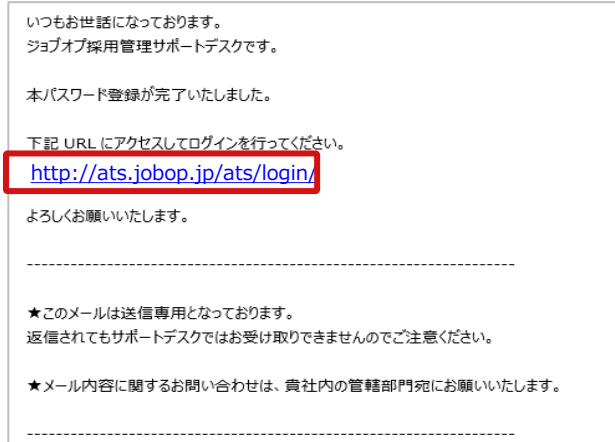 いつもお世話になっております。
ジョブオプ採用管理サポートデスクです。
本パスワード登録が完了いたしました。
下記 URL にアクセスしてログインを行ってください。
http://ats.jobop.jp/ats/login/
よろしくお願いいたします。
-------------------------------------------------------------------
★このメールは送信専用となっております。
返信されてもサポートデスクではお受け取りできませんのでご注意ください。
★メール内容に関するお問い合わせは、貴社内の管轄部門宛にお願いいたします。
-------------------------------------------------------------------